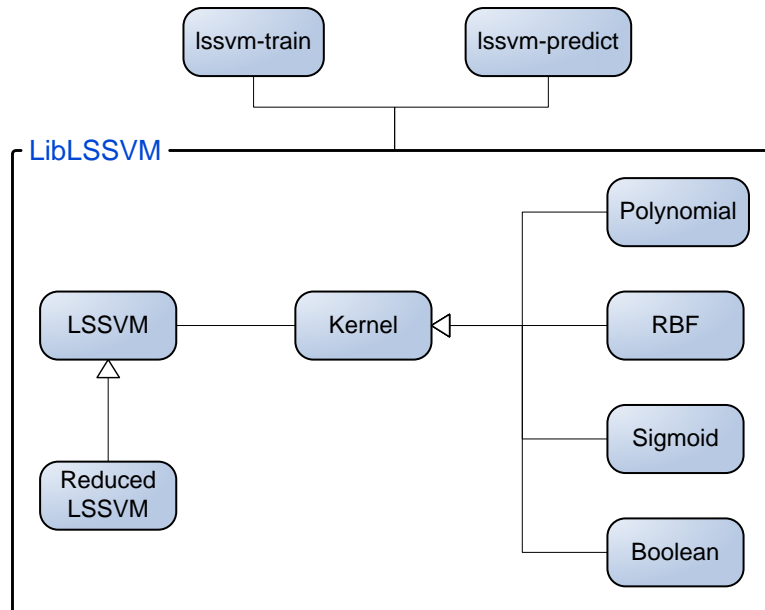 lssvm-train
lssvm-predict
LibLSSVM
Polynomial
LSSVM
Kernel
RBF
Sigmoid
Reduced
LSSVM
Boolean